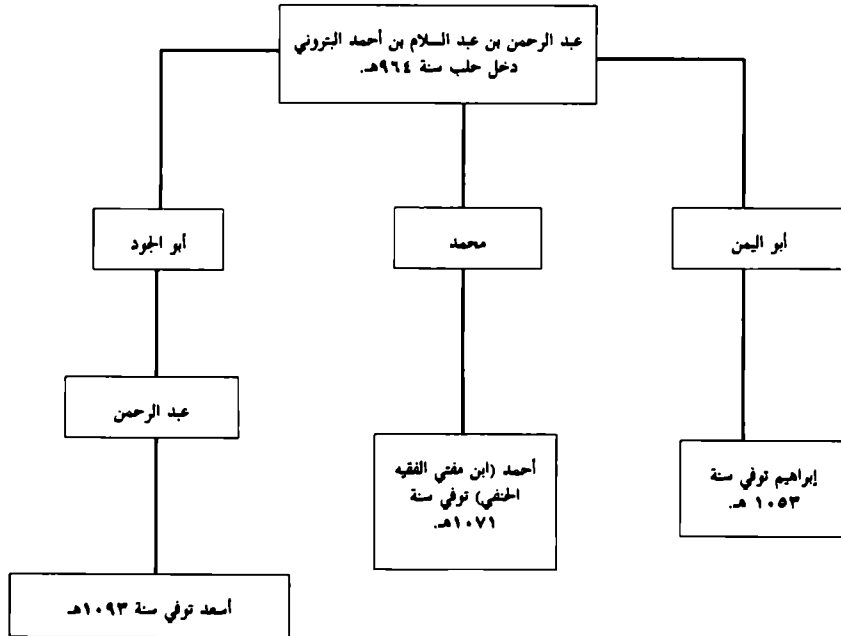 عبد الرحمن بن عبد السلام بن أحمد البتروني
دخل حلب سنة ٩٦٤هـ.
أبو اليمن
محمد
أبو الجود
عبد الرحمن
إبراهيم توفي سنة
١٠٥٣ هـ.
أحمد (ابن مفتي الفقيه
الحنفي) توفي سنة
١٠٧١هـ.
أسعد توفي سنة ١٠٩٣هـ